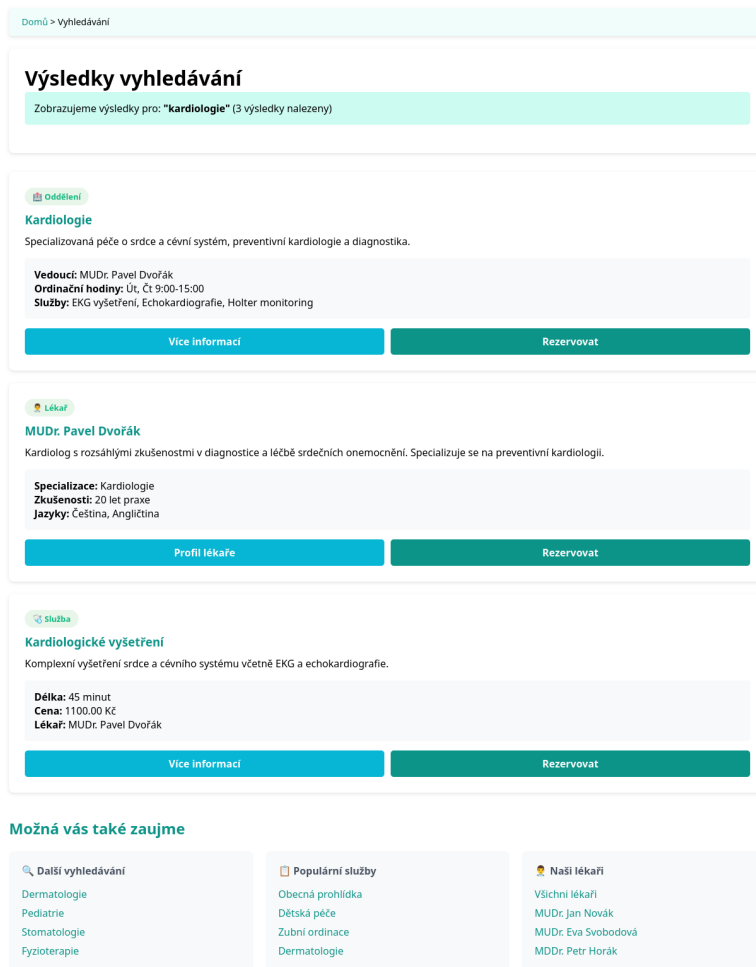 Domů > Vyhledávání
Výsledky vyhledávání
Zobrazujeme výsledky pro: "kardiologie" (3 výsledky nalezeny)
Oddělení
Kardiologie
Specializovaná péče o srdce a cévní systém, preventivní kardiologie a diagnostika.
Vedoucí: MUDr. Pavel Dvořák
Ordinační hodiny: Út, Čt 9:00-15:00
Služby: EKG vyšetření, Echokardiografie, Holter monitoring
Více informací
Rezervovat
Lékař
MUDr. Pavel Dvořák
Kardiolog s rozsáhlými zkušenostmi v diagnostice a léčbě srdečních onemocnění. Specializuje se na preventivní kardiologii.
Specializace: Kardiologie
Zkušenosti: 20 let praxe
Jazyky: Čeština, Angličtina
Profil lékaře
Rezervovat
Služba
Kardiologické vyšetření
Komplexní vyšetření srdce a cévního systému včetně EKG a echokardiografie.
Délka: 45 minut
Cena: 1100.00 Kč
Lékař: MUDr. Pavel Dvořák
Více informací
Rezervovat
Možná vás také zaujme
Další vyhledávání
Dermatologie
Pediatrie
Stomatologie
Fyzioterapie
Populární služby
Obecná prohlídka
Dětská péče
Zubní ordinace
Dermatologie
Naši lékaři
Všichni lékaři
MUDr. Jan Novák
MUDr. Eva Svobodová
MDDr. Petr Horák